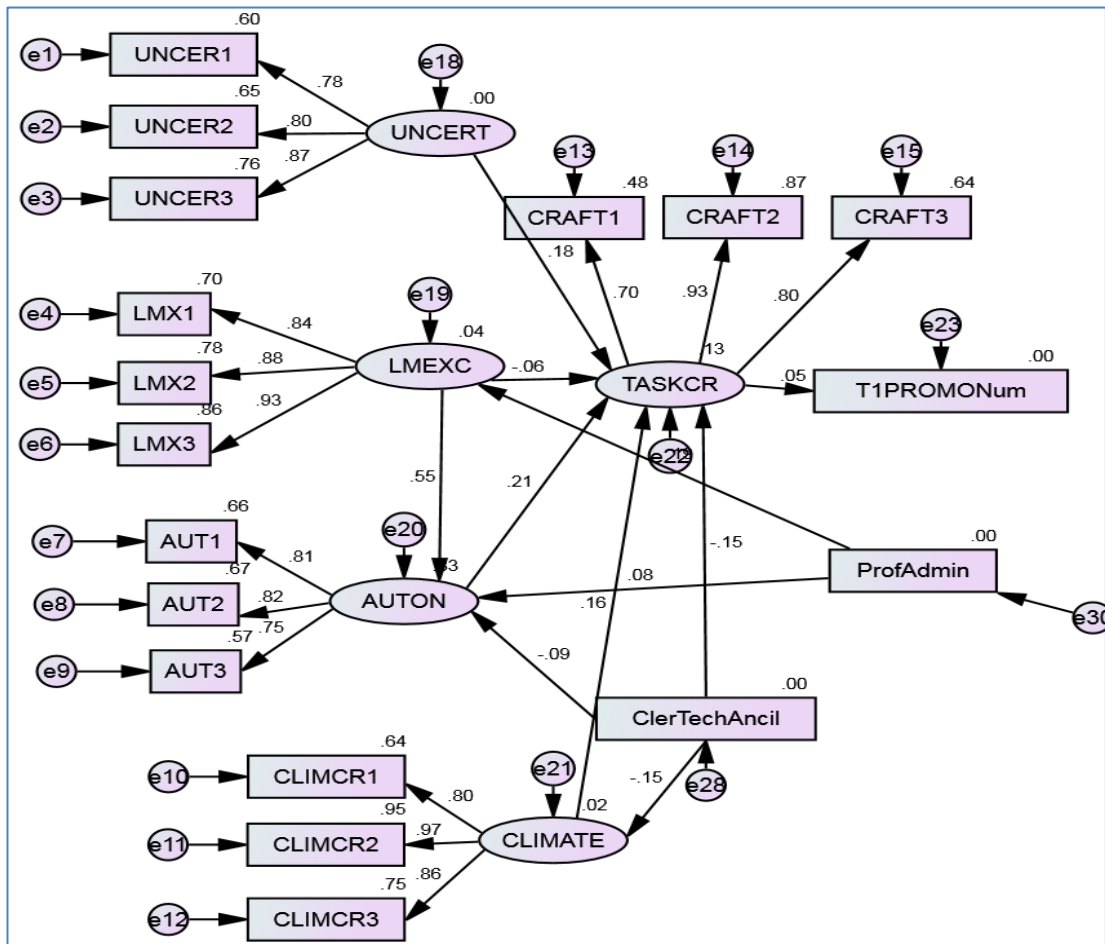 .60
e1
UNCER1
.78
.65
e2
UNCER2
.80
.76
e3
UNCER3
.87
e18
.00
UNCERT
e13
e14
e15
.48
.87
.64
CRAFT1
CRAFT2
CRAFT3
.18
.70
.93
.80
.70
e4
LMX1
.84
e19
.04
.78
e5
LMX2
.88
LMEXC
-.06
.86
e6
LMX3
.93
.13
TASKCR
e22
e23
.00
.05
T1PROMONum
.55
.21
.66
e7
AUT1
.81
e20
.67
e8
AUT2
.82
AUTON
.57
e9
AUT3
.75
-.15
.00
ProfAdmin
.08
e30
.16
-.09
.00
ClerTechAncil
e28
-.15
.64
e10
CLIMCR1
.80
e21
.02
.95
e11
CLIMCR2
.97
CLIMATE
.75
e12
CLIMCR3
.86